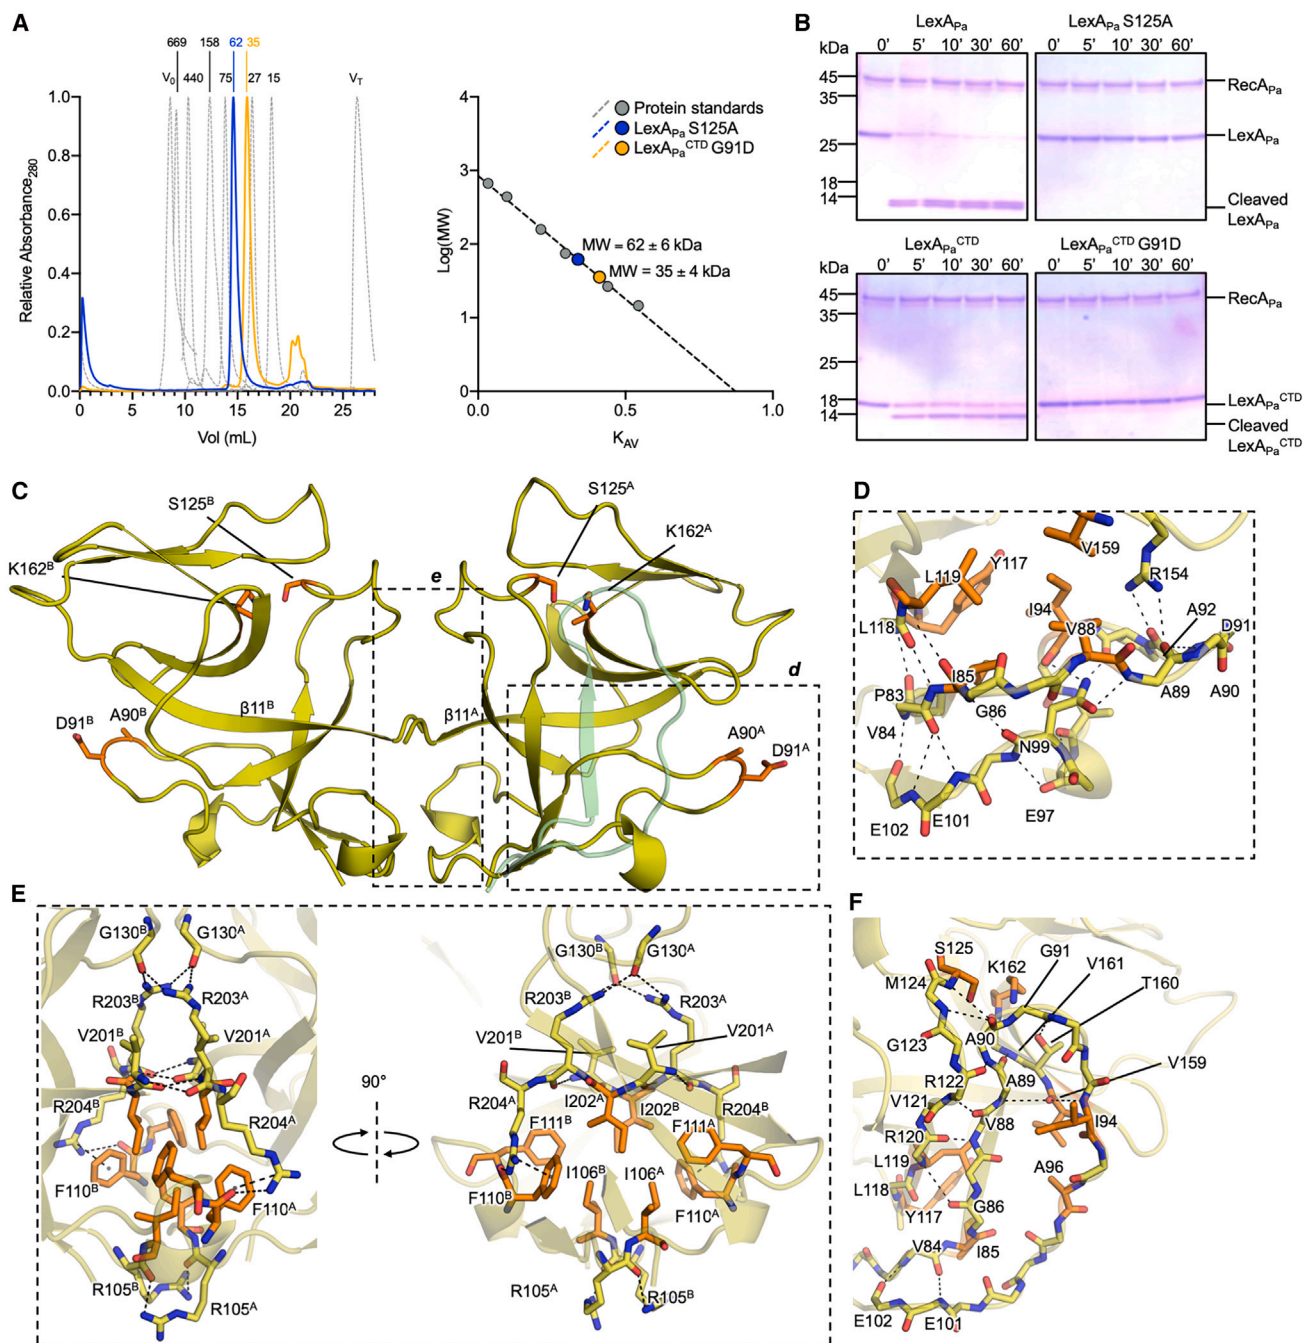 A
669 158 62 35
V0 440 75 27 15 VT
1.0
0.8
0.6
0.4
0.2
0.0
Relative Absorbance280
0 5 10 15 20 25
Vol (mL)
4
3
2
1
0
Log(MW)
0.0 0.5 1.0
KAV
Protein standards
LexAPa S125A
LexAPaCTD G91D
MW = 62 ± 6 kDa
MW = 35 ± 4 kDa
B
LexAPa
LexAPa S125A
kDa 0' 5' 10' 30' 60' 0' 5' 10' 30' 60'
45
35
25
18
14
RecAPa
LexAPa
Cleaved
LexAPa
LexAPaCTD
LexAPaCTD G91D
kDa 0' 5' 10' 30' 60' 0' 5' 10' 30' 60'
45
35
25
18
14
RecAPa
LexAPaCTD
Cleaved
LexAPaCTD
C
S125B
K162B
S125A
K162A
e
d
β11B
β11A
D91B
A90B
A90A
D91A
D
V159
Y117
L119
R154
L118
I94
A92
V88
D91
I85
P83
A89
A90
G86
V84
N99
E97
E101
E102
E
G130B
G130A
R203B
R203A
V201B
V201A
R204B
R204A
F110B
F110A
R105B
R105A
90°
G130B
G130A
R203B
R203A
V201B
V201A
R204A
I202A
I202B
R204B
F111B
F111A
I106B
I106A
F110B
F110A
R105A
R105B
F
S125
G91
K162
V161
M124
T160
A90
G123
A89
V159
R122
V121
V88
I94
R120
L119
A96
L118
Y117
G86
V84
I85
E102
E101